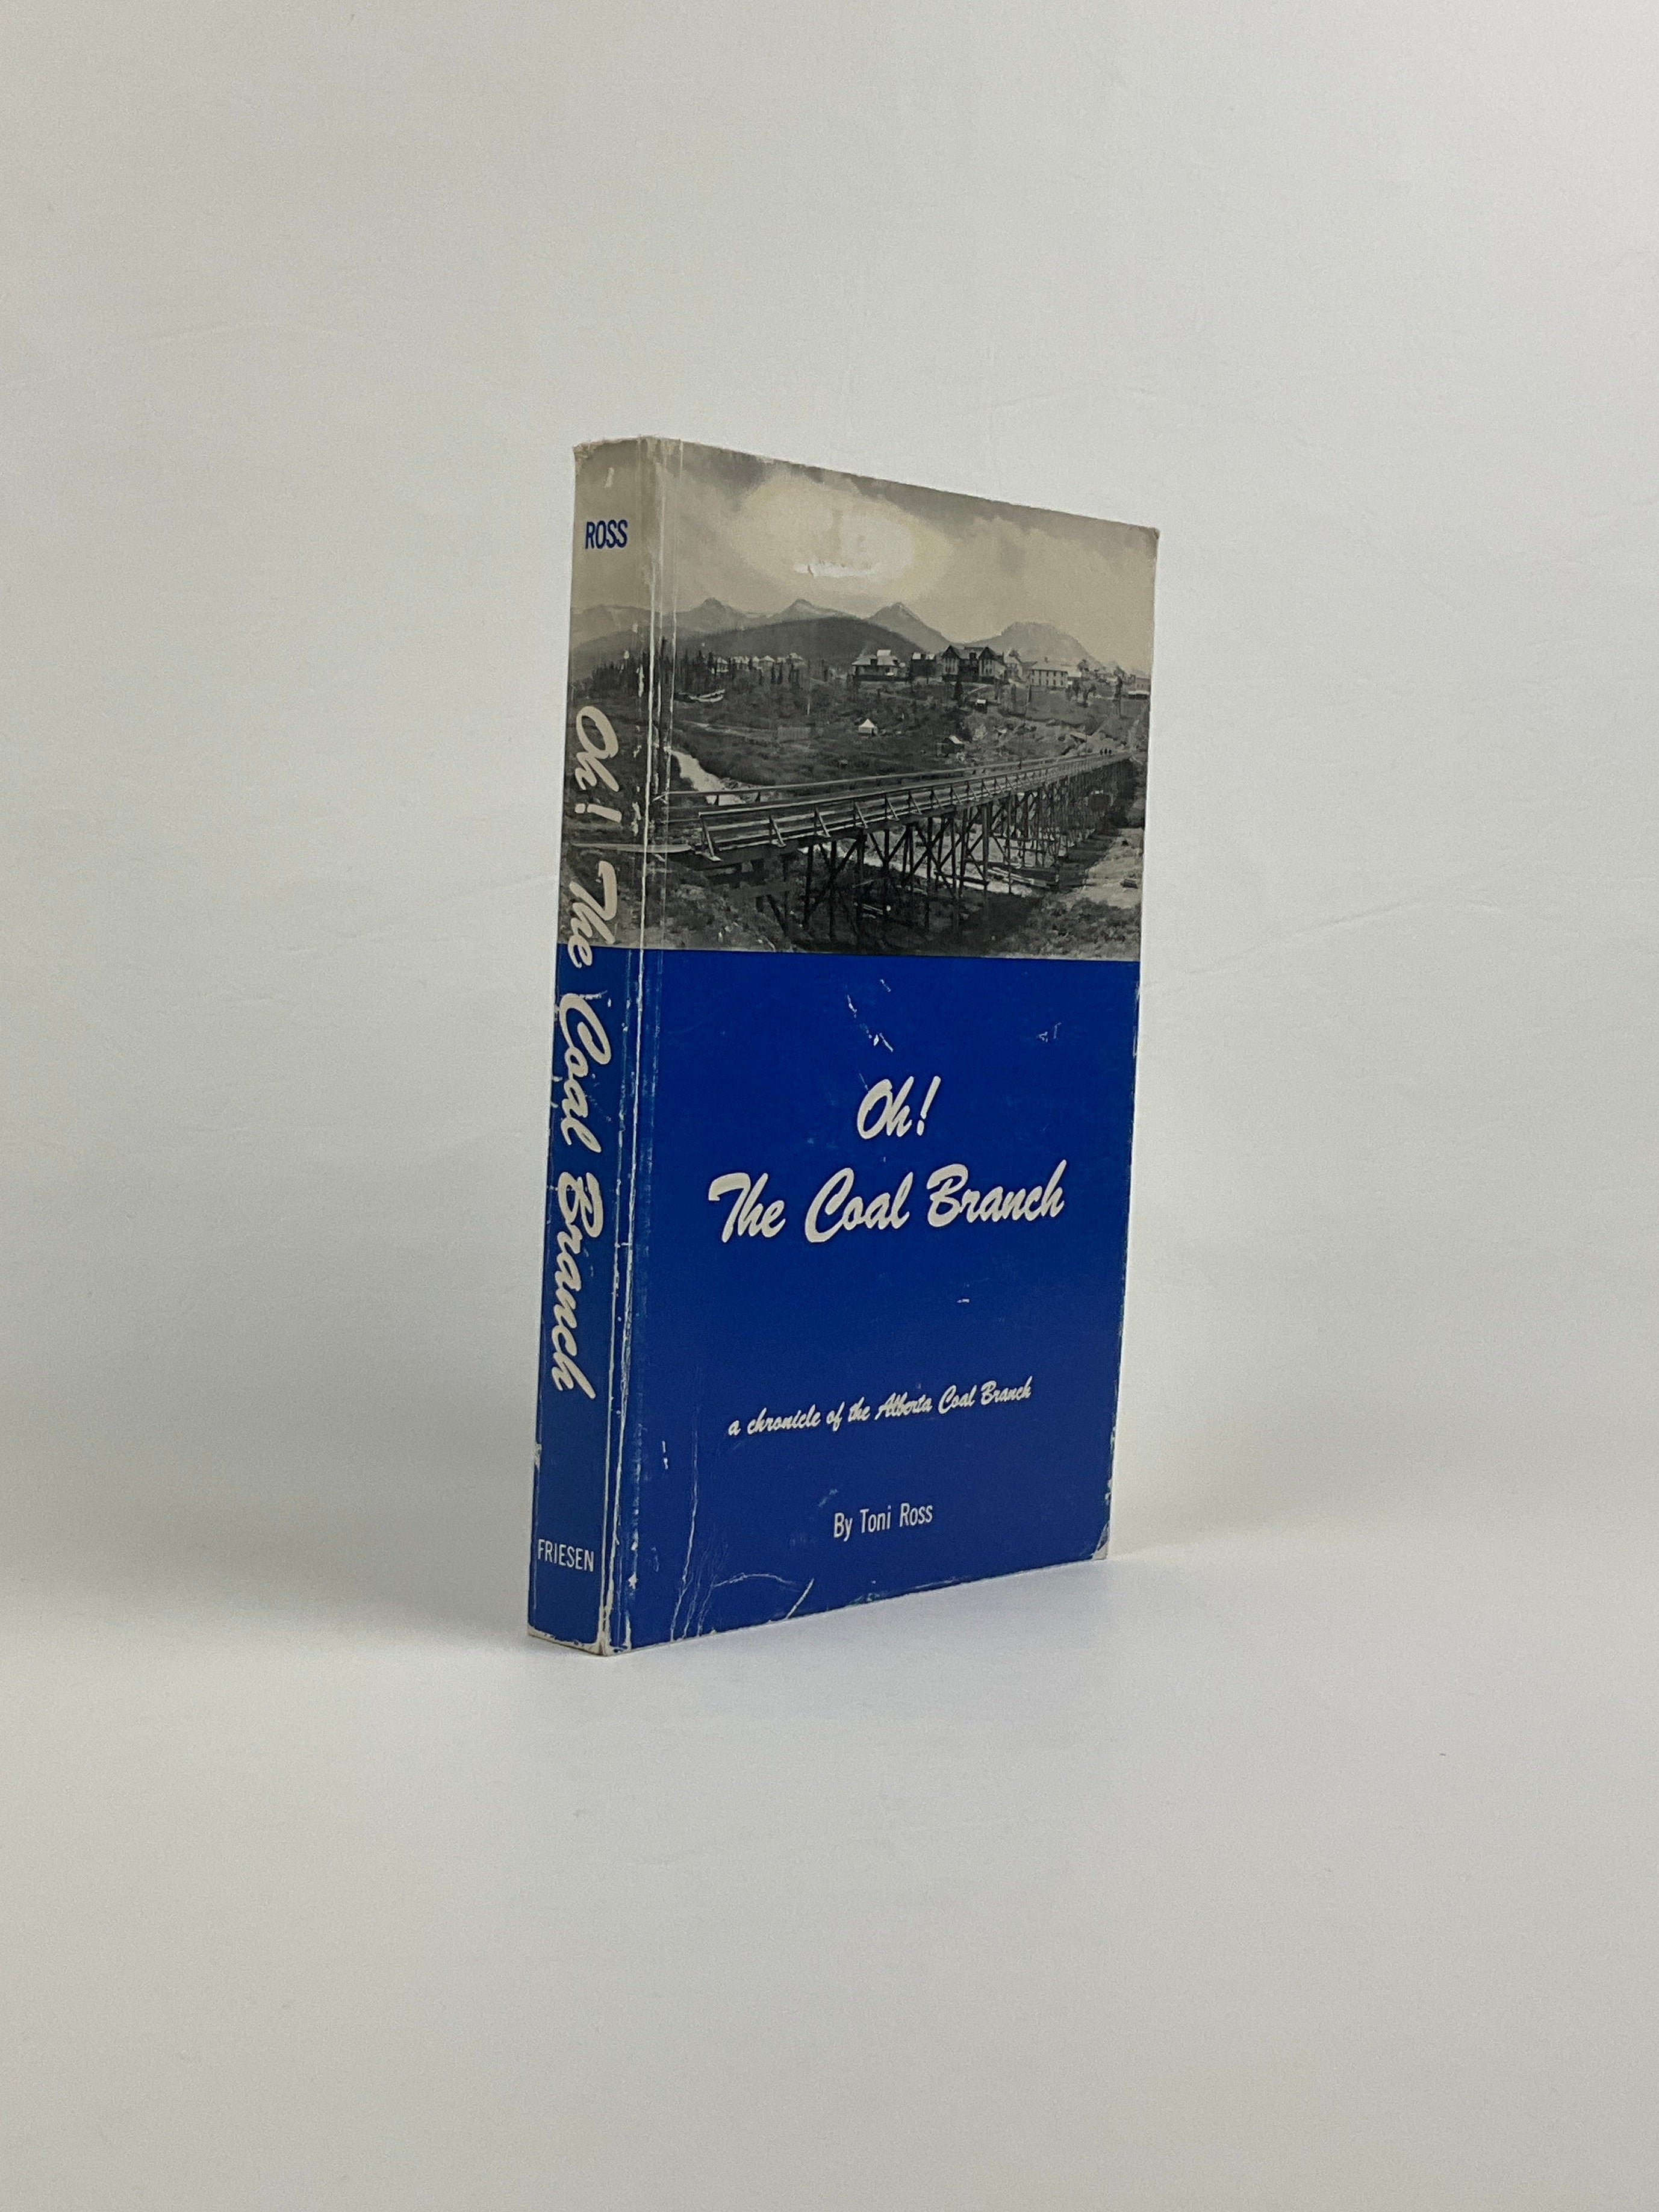 ROSS
Oh! The Coal Branch
FRIESEN
Oh!
The Coal Branch
a chronicle of the Alberta Coal Branch
By Toni Ross